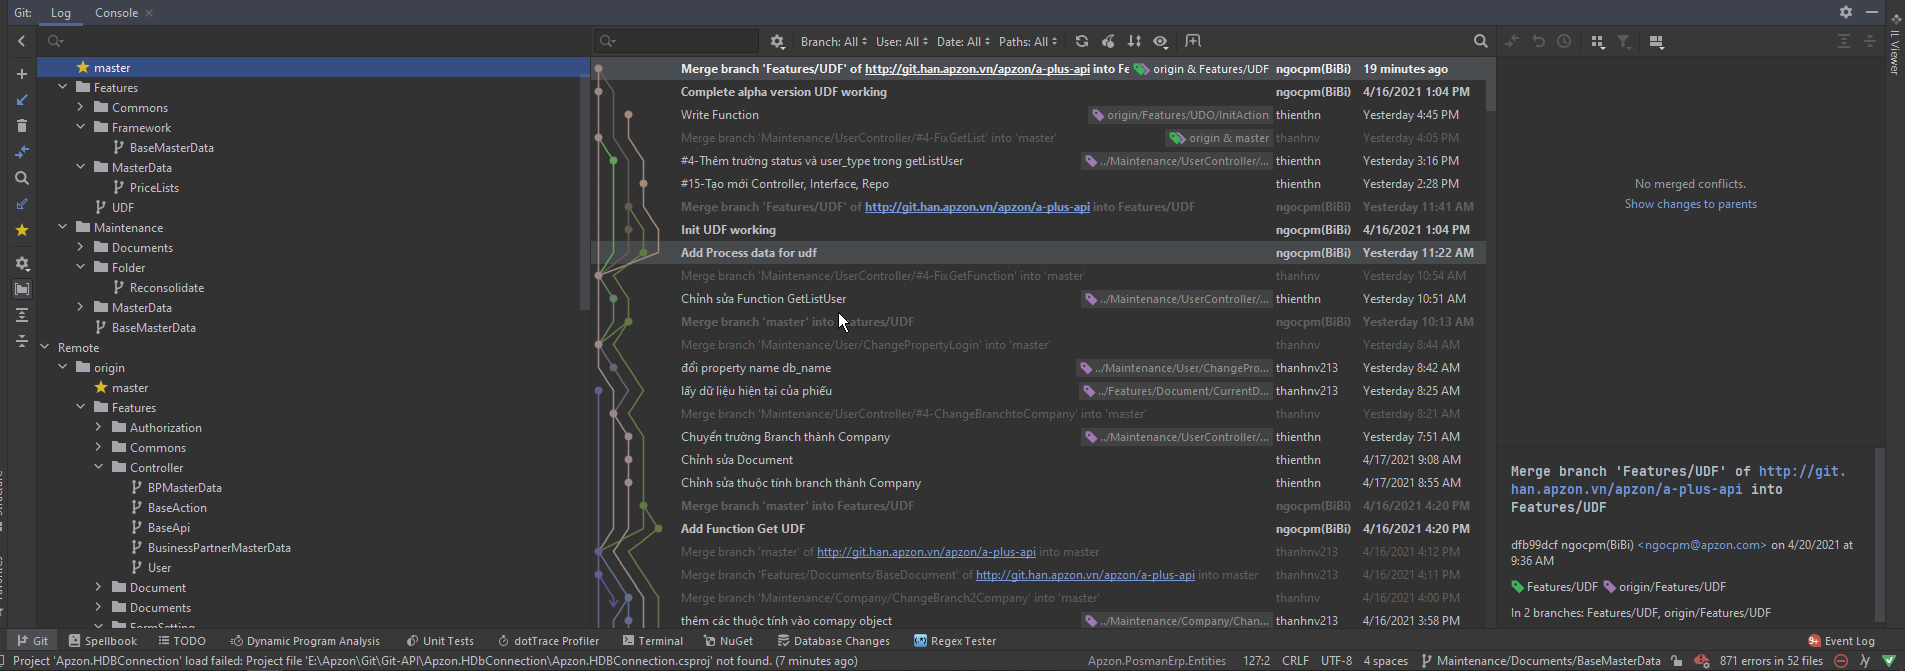 Git: Log Console
Branch: All User: All Date: All Paths: All
IL Viewer
master
Features
Commons
Framework
BaseMasterData
MasterData
PriceLists
UDF
Maintenance
Documents
Folder
Reconsolidate
MasterData
BaseMasterData
Remote
origin
master
Features
Authorization
Commons
Controller
BPMasterData
BaseAction
BaseApi
BusinessPartnerMasterData
User
Document
Documents
FormSetting
Merge branch 'Features/UDF' of http://git.han.apzon.vn/apzon/a-plus-api into Fe origin & Features/UDF ngocpm(BiBi) 19 minutes ago
Complete alpha version UDF working ngocpm(BiBi) 4/16/2021 1:04 PM
Write Function origin/Features/UDO/InitAction thienthn Yesterday 4:45 PM
Merge branch 'Maintenance/UserController/#4-FixGetList' into 'master' origin & master thanhnv Yesterday 4:05 PM
#4-Thêm trường status và user_type trong getListUser ../Maintenance/UserController/... thienthn Yesterday 3:16 PM
#15-Tạo mới Controller, Interface, Repo thienthn Yesterday 2:28 PM
Merge branch 'Features/UDF' of http://git.han.apzon.vn/apzon/a-plus-api into Features/UDF ngocpm(BiBi) Yesterday 11:41 AM
Init UDF working ngocpm(BiBi) 4/16/2021 1:04 PM
Add Process data for udf ngocpm(BiBi) Yesterday 11:22 AM
Merge branch 'Maintenance/UserController/#4-FixGetFunction' into 'master' thanhnv Yesterday 10:54 AM
Chỉnh sửa Function GetListUser ../Maintenance/UserController/... thienthn Yesterday 10:51 AM
Merge branch 'master' into Features/UDF ngocpm(BiBi) Yesterday 10:13 AM
Merge branch 'Maintenance/User/ChangePropertyLogin' into 'master' thanhnv Yesterday 8:44 AM
đổi property name db_name ../Maintenance/User/ChangePro... thanhnv213 Yesterday 8:42 AM
lấy dữ liệu hiện tại của phiếu ../Features/Document/CurrentD... thanhnv213 Yesterday 8:25 AM
Merge branch 'Maintenance/UserController/#4-ChangeBranchtoCompany' into 'master' thanhnv Yesterday 8:21 AM
Chuyển trường Branch thành Company ../Maintenance/UserController/... thienthn Yesterday 7:51 AM
Chỉnh sửa Document thienthn 4/17/2021 9:08 AM
Chỉnh sửa thuộc tính branch thành Company thienthn 4/17/2021 8:55 AM
Merge branch 'master' into Features/UDF ngocpm(BiBi) 4/16/2021 4:20 PM
Add Function Get UDF ngocpm(BiBi) 4/16/2021 4:20 PM
Merge branch 'master' of http://git.han.apzon.vn/apzon/a-plus-api into master thanhnv213 4/16/2021 4:12 PM
Merge branch 'Features/Documents/BaseDocument' of http://git.han.apzon.vn/apzon/a-plus-api into master thanhnv213 4/16/2021 4:11 PM
Merge branch 'Maintenance/Company/ChangeBranch2Company' into 'master' thanhnv 4/16/2021 4:00 PM
thêm các thuộc tính vào comapy object ../Maintenance/Company/Chan... thanhnv213 4/16/2021 3:58 PM
No merged conflicts.
Show changes to parents
Merge branch 'Features/UDF' of http://git.
han.apzon.vn/apzon/a-plus-api into
Features/UDF
dfb99dcf ngocpm(BiBi) <ngocpm@apzon.com> on 4/20/2021 at
9:36 AM
Features/UDF origin/Features/UDF
In 2 branches: Features/UDF, origin/Features/UDF
Git Spellbook TODO Dynamic Program Analysis Unit Tests dotTrace Profiler Terminal NuGet Database Changes Regex Tester 9+ Event Log
Project 'Apzon.HDBConnection' load failed: Project file 'E:\Apzon\Git\Git-API\Apzon.HDbConnection\Apzon.HDBConnection.csproj' not found. (7 minutes ago) Apzon.PosmanErp.Entities 127:2 CRLF UTF-8 4 spaces Maintenance/Documents/BaseMasterData 871 errors in 52 files